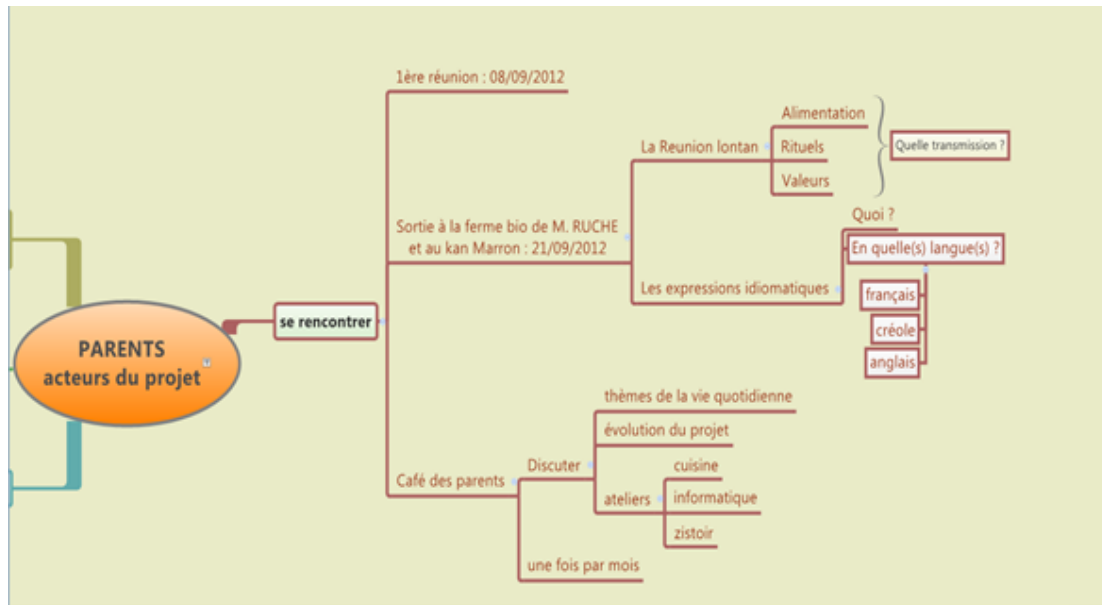 PARENTS
acteurs du projet
se rencontrer
1ère réunion : 08/09/2012
Sortie à la ferme bio de M. RUCHE
et au kan Marron : 21/09/2012
La Reunion lontan
Alimentation
Rituels
Valeurs
Quelle transmission ?
Les expressions idiomatiques
Quoi ?
En quelle(s) langue(s) ?
français
créole
anglais
Café des parents
Discuter
thèmes de la vie quotidienne
évolution du projet
ateliers
cuisine
informatique
zistoir
une fois par mois